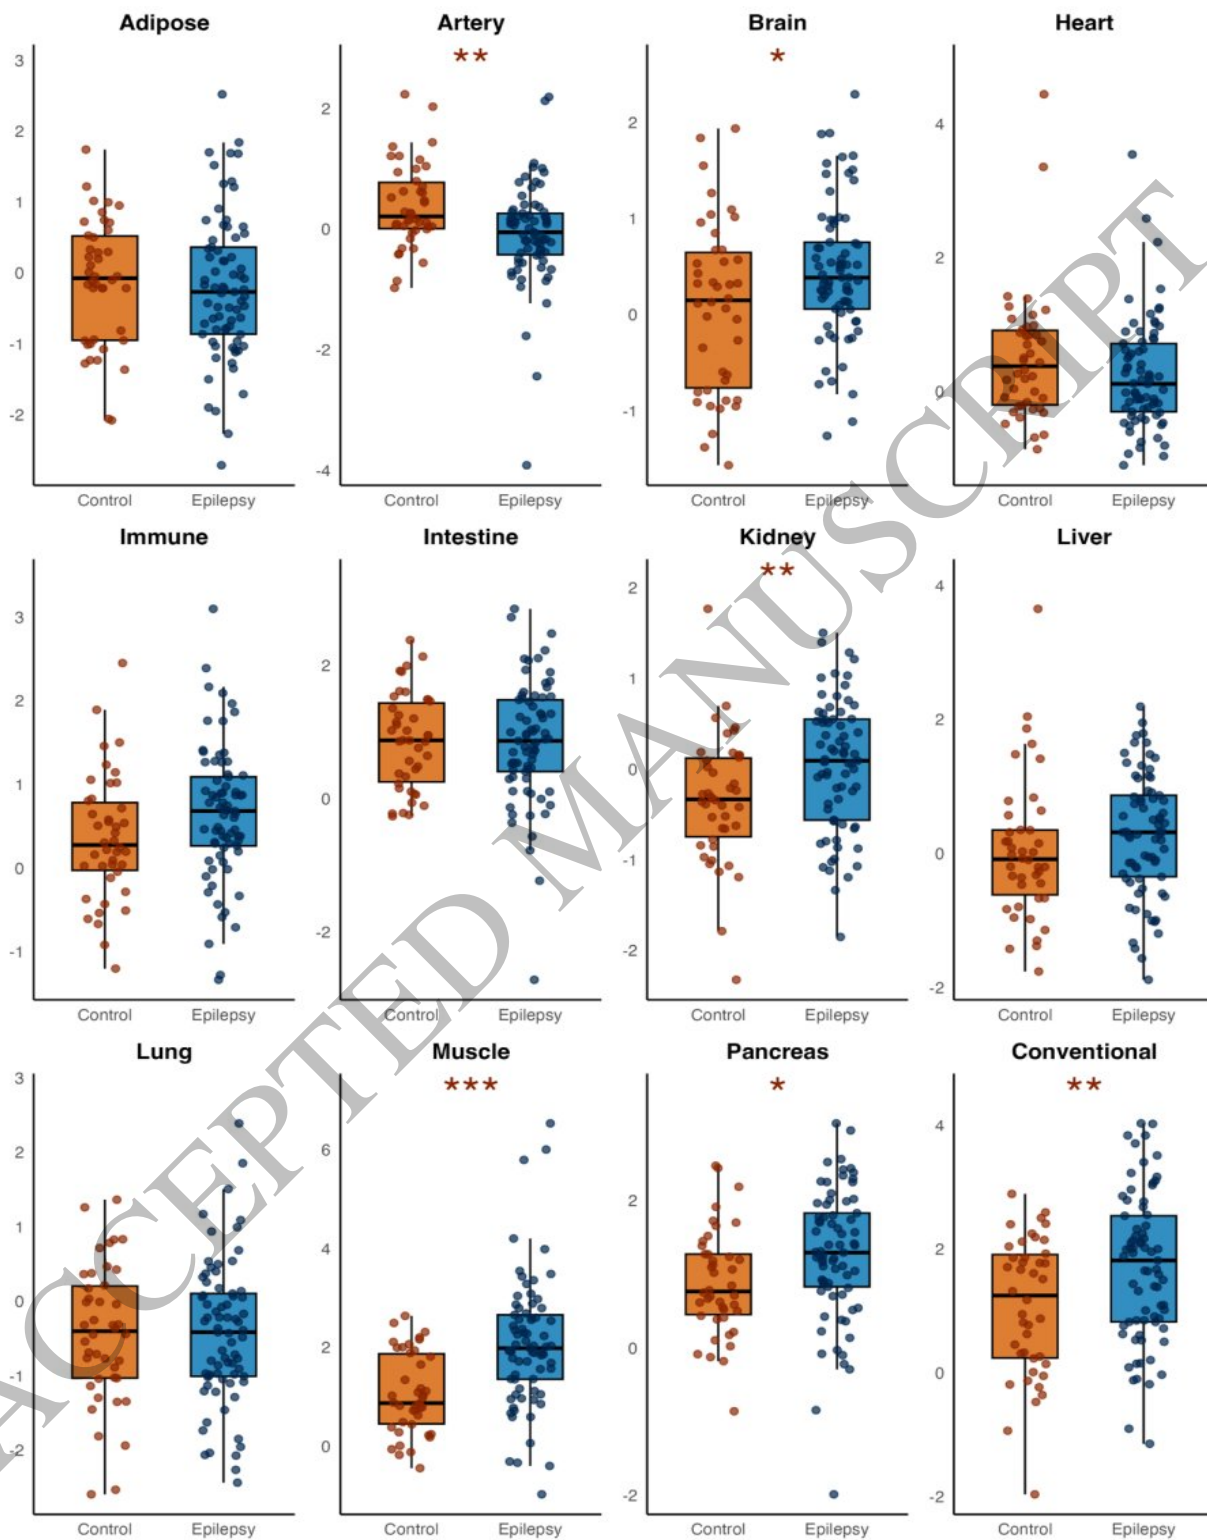 Adipose Artery Brain Heart
** *
3 2 1 0 -1 -2
2 0 -2 -4
2 1 0 -1
4 2 0
Control Epilepsy Control Epilepsy Control Epilepsy Control Epilepsy
Immune Intestine Kidney Liver
**
3 2 1 0 -1
2 0 -2
2 1 0 -1 -2
4 2 0 -2
Control Epilepsy Control Epilepsy Control Epilepsy Control Epilepsy
Lung Muscle Pancreas Conventional
*** * **
3 2 1 0 -1 -2
6 4 2 0
2 0 -2
4 2 0 -2
Control Epilepsy Control Epilepsy Control Epilepsy Control Epilepsy
ACCEPTED MANUSCRIPT